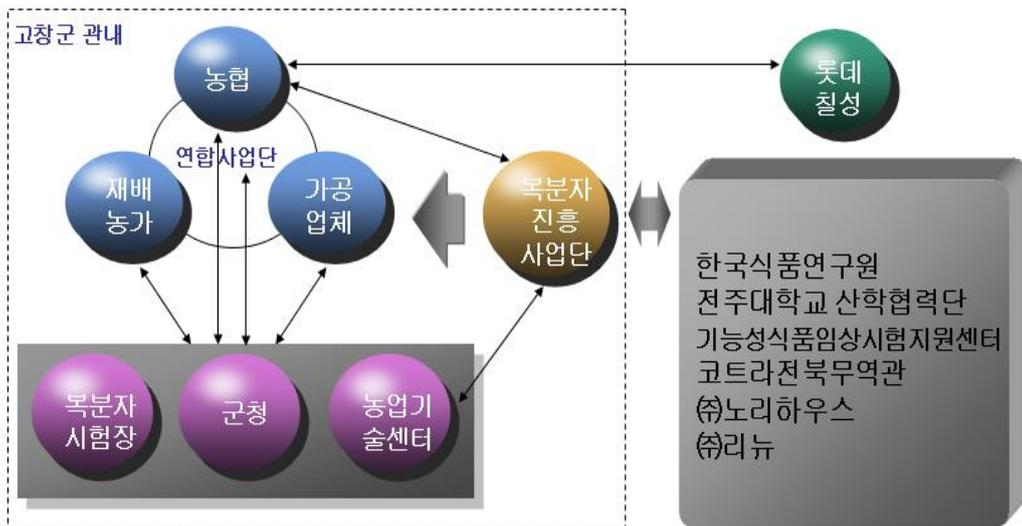 고창군 관내
농협
롯데
칠성
연합사업단
재배
농가
가공
업체
복분자
진흥
사업단
한국식품연구원
전주대학교 산학협력단
기능성식품임상시험지원센터
코트라전북무역관
㈜노리하우스
㈜리뉴
복분자
시험장
군청
농업기
술센터